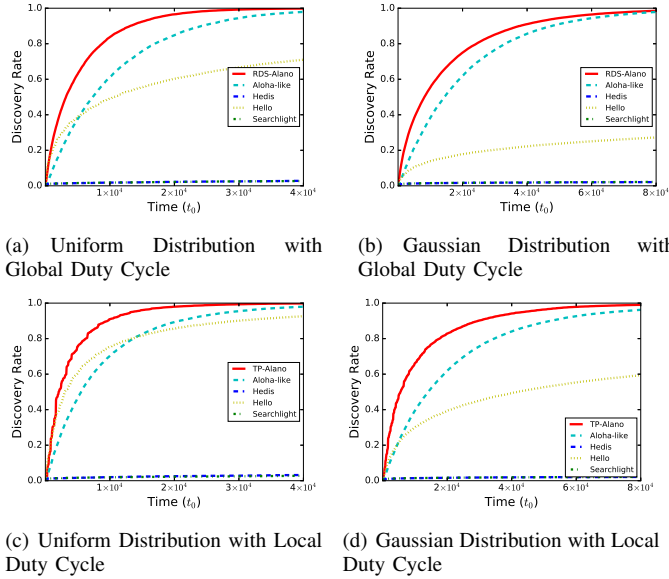 1.0
0.8
0.6
0.4
0.2
0.0
Discovery Rate
RDS-Alano
Aloha-like
Hedis
Hello
Searchlight
1×10⁴ 2×10⁴ 3×10⁴ 4×10⁴
Time (t₀)
(a) Uniform Distribution with
Global Duty Cycle
1.0
0.8
0.6
0.4
0.2
0.0
Discovery Rate
RDS-Alano
Aloha-like
Hedis
Hello
Searchlight
2×10⁴ 4×10⁴ 6×10⁴ 8×10⁴
Time (t₀)
(b) Gaussian Distribution with
Global Duty Cycle
1.0
0.8
0.6
0.4
0.2
0.0
Discovery Rate
TP-Alano
Aloha-like
Hedis
Hello
Searchlight
1×10⁴ 2×10⁴ 3×10⁴ 4×10⁴
Time (t₀)
(c) Uniform Distribution with Local
Duty Cycle
1.0
0.8
0.6
0.4
0.2
0.0
Discovery Rate
TP-Alano
Aloha-like
Hedis
Hello
Searchlight
2×10⁴ 4×10⁴ 6×10⁴ 8×10⁴
Time (t₀)
(d) Gaussian Distribution with Local
Duty Cycle